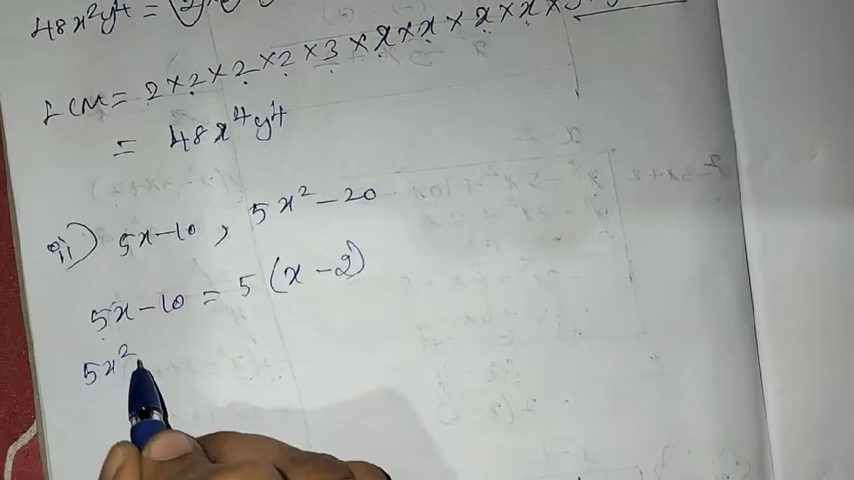 48x²y⁴ =
LCM = 2 × 2 × 2 × 2 × 3 × x × x × x × x ×
= 48x⁴y⁴
ii) 5x-10 , 5x² - 20
5x - 10 = 5 (x - 2)
5x²